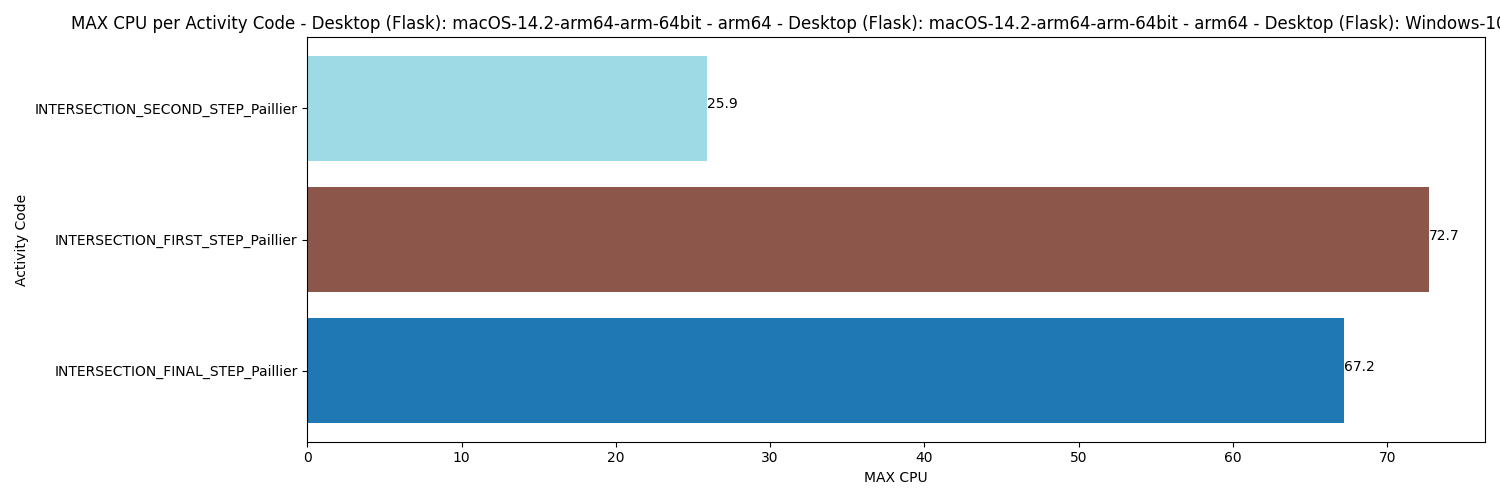 MAX CPU per Activity Code - Desktop (Flask): macOS-14.2-arm64-arm-64bit - arm64 - Desktop (Flask): macOS-14.2-arm64-arm-64bit - arm64 - Desktop (Flask): Windows-10
INTERSECTION_SECOND_STEP_Paillier
25.9
INTERSECTION_FIRST_STEP_Paillier
72.7
INTERSECTION_FINAL_STEP_Paillier
67.2
Activity Code
0 10 20 30 40 50 60 70
MAX CPU